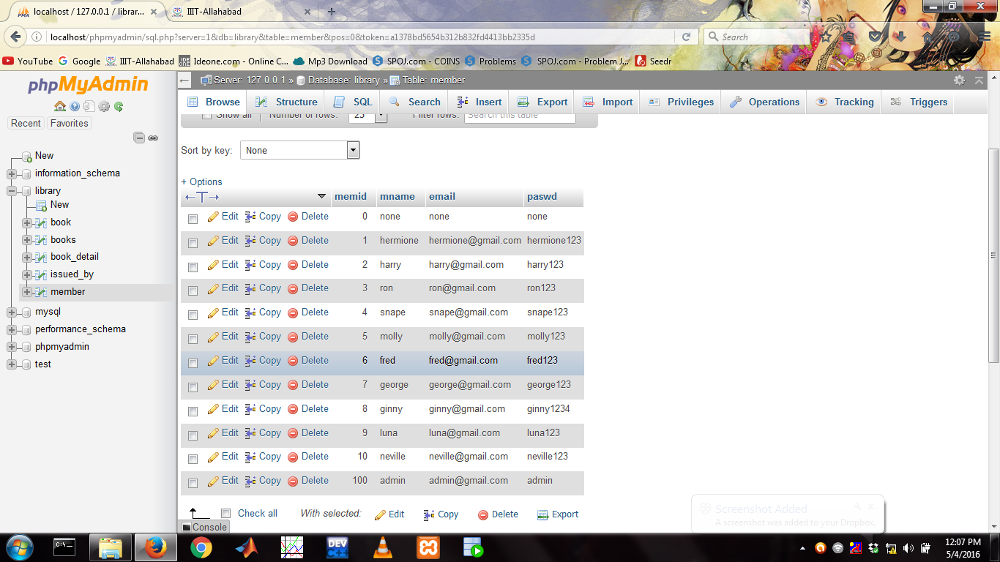 localhost / 127.0.0.1 / librar...
IIIT-Allahabad
localhost/phpmyadmin/sql.php?server=1&db=library&table=member&pos=0&token=a1378bd5654b312b832fd4413bb2335d
Search
YouTube Google IIIT-Allahabad Ideone.com - Online C... Mp3 Download SPOJ.com - COINS Problems SPOJ.com - Problem J... Seedr
phpMyAdmin
Recent Favorites
New
information_schema
library
New
book
books
book_detail
issued_by
member
mysql
performance_schema
phpmyadmin
test
Server: 127.0.0.1 » Database: library » Table: member
Browse Structure SQL Search Insert Export Import Privileges Operations Tracking Triggers
Show all Number of rows: 25 Filter rows: Search this table
Sort by key: None
+ Options
memid mname email paswd
Edit Copy Delete 0 none none none
Edit Copy Delete 1 hermione hermione@gmail.com hermione123
Edit Copy Delete 2 harry harry@gmail.com harry123
Edit Copy Delete 3 ron ron@gmail.com ron123
Edit Copy Delete 4 snape snape@gmail.com snape123
Edit Copy Delete 5 molly molly@gmail.com molly123
Edit Copy Delete 6 fred fred@gmail.com fred123
Edit Copy Delete 7 george george@gmail.com george123
Edit Copy Delete 8 ginny ginny@gmail.com ginny1234
Edit Copy Delete 9 luna luna@gmail.com luna123
Edit Copy Delete 10 neville neville@gmail.com neville123
Edit Copy Delete 100 admin admin@gmail.com admin
Check all With selected: Edit Copy Delete Export
Console
Screenshot Added
A screenshot was added to your Dropbox.
C:\_
DEV
C++
12:07 PM
5/4/2016